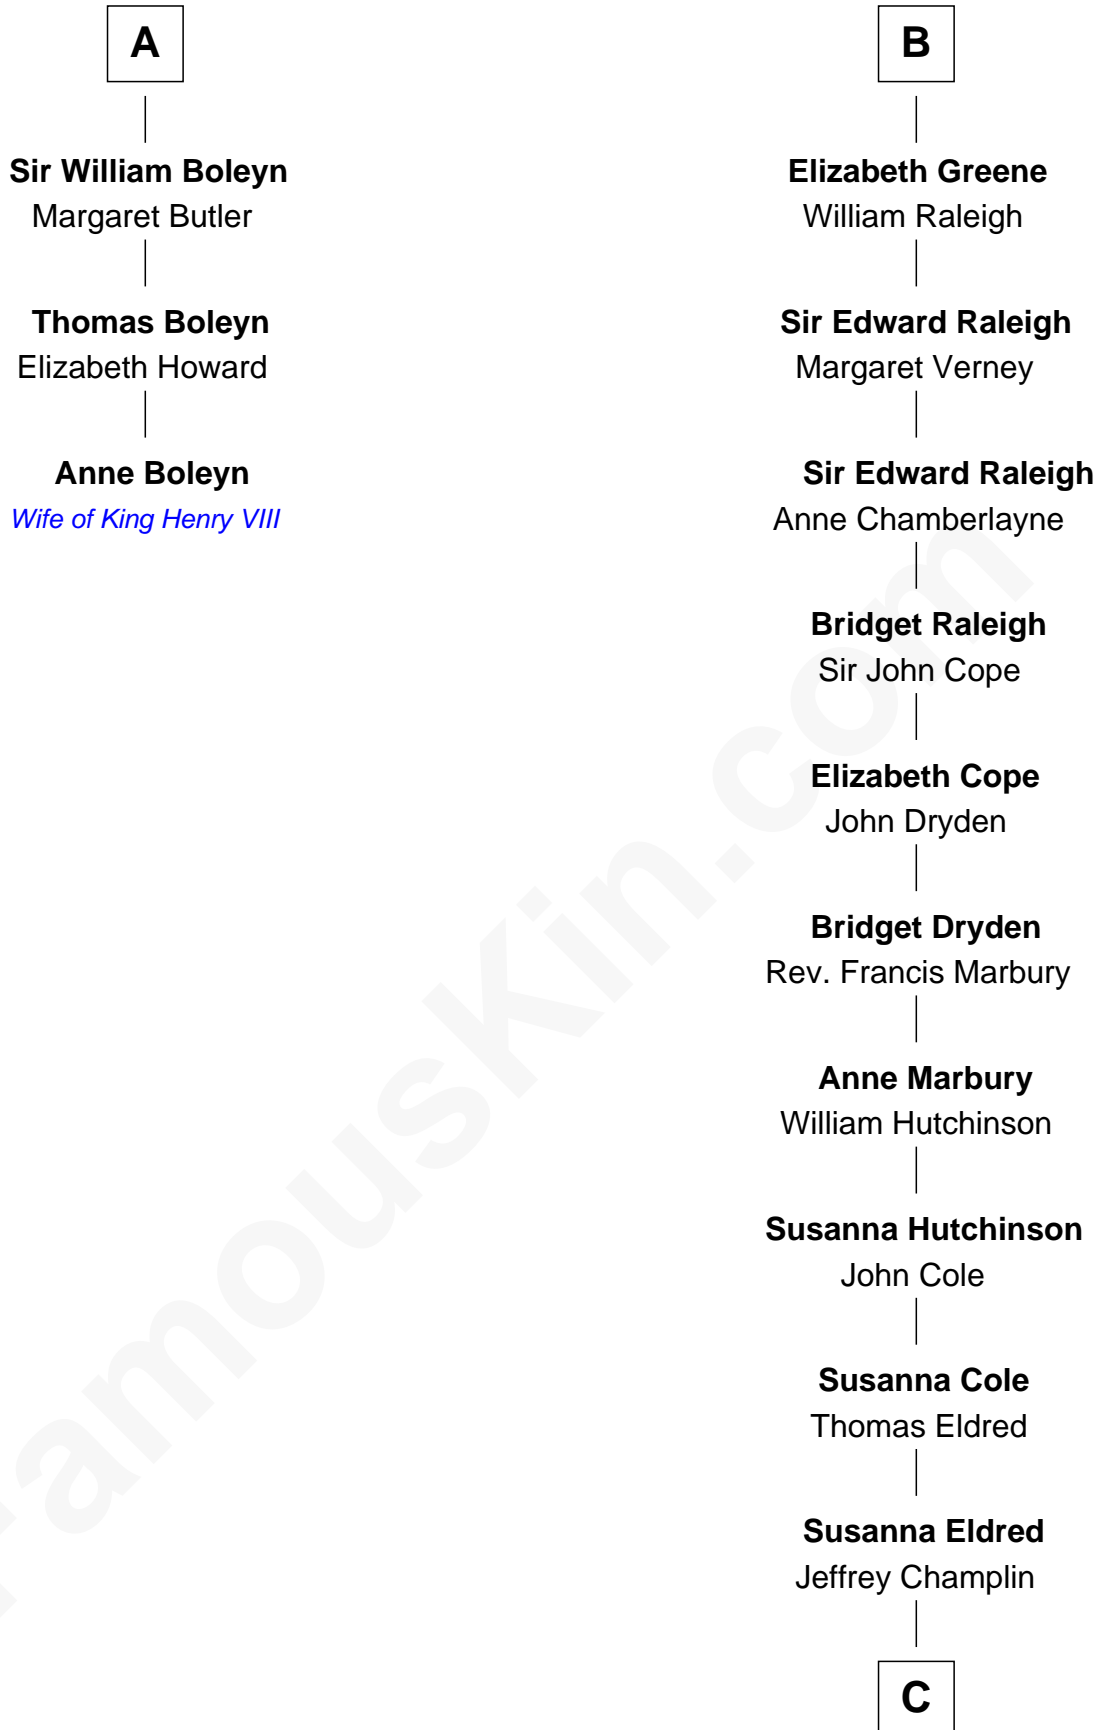 A
Sir William Boleyn
Margaret Butler
Thomas Boleyn
Elizabeth Howard
Anne Boleyn
Wife of King Henry VIII
B
Elizabeth Greene
William Raleigh
Sir Edward Raleigh
Margaret Verney
Sir Edward Raleigh
Anne Chamberlayne
Bridget Raleigh
Sir John Cope
Elizabeth Cope
John Dryden
Bridget Dryden
Rev. Francis Marbury
Anne Marbury
William Hutchinson
Susanna Hutchinson
John Cole
Susanna Cole
Thomas Eldred
Susanna Eldred
Jeffrey Champlin
C
FamousKin.com